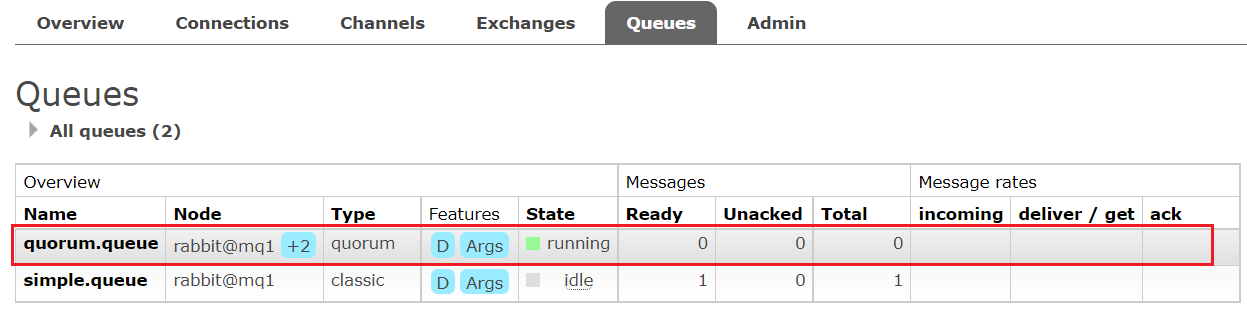 Overview Connections Channels Exchanges Queues Admin
Queues
All queues (2)
Overview Messages Message rates
Name Node Type Features State Ready Unacked Total incoming deliver / get ack
quorum.queue rabbit@mq1 +2 quorum D Args running 0 0 0
simple.queue rabbit@mq1 classic D Args idle 1 0 1